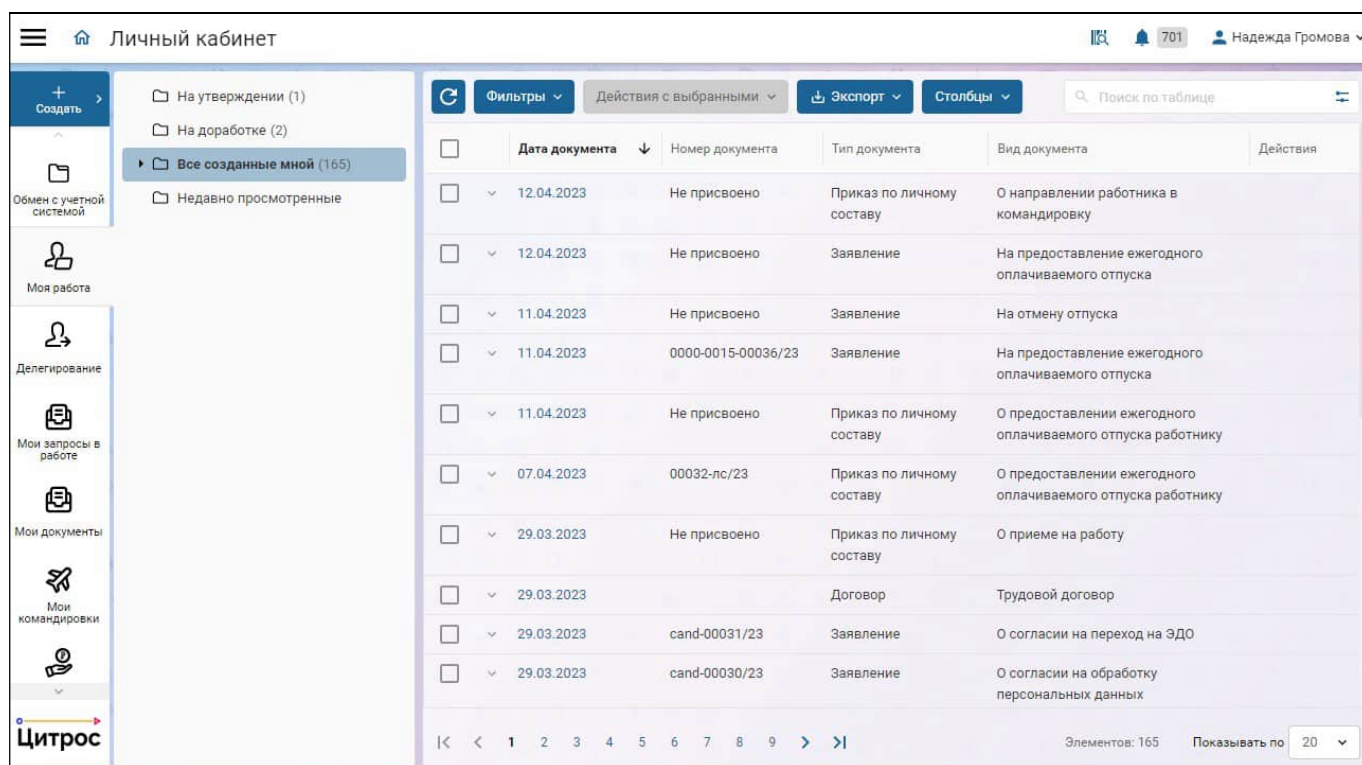 Личный кабинет
701
Надежда Громова
+
Создать
Обмен с учетной
системой
Моя работа
Делегирование
Мои запросы в
работе
Мои документы
Мои
командировки
Цитрос
На утверждении (1)
На доработке (2)
Все созданные мной (165)
Недавно просмотренные
Фильтры
Действия с выбранными
Экспорт
Столбцы
Поиск по таблице
Дата документа Номер документа Тип документа Вид документа Действия
12.04.2023 Не присвоено Приказ по личному О направлении работника в
составу командировку
12.04.2023 Не присвоено Заявление На предоставление ежегодного
оплачиваемого отпуска
11.04.2023 Не присвоено Заявление На отмену отпуска
11.04.2023 0000-0015-00036/23 Заявление На предоставление ежегодного
оплачиваемого отпуска
11.04.2023 Не присвоено Приказ по личному О предоставлении ежегодного
составу оплачиваемого отпуска работнику
07.04.2023 00032-лс/23 Приказ по личному О предоставлении ежегодного
составу оплачиваемого отпуска работнику
29.03.2023 Не присвоено Приказ по личному О приеме на работу
составу
29.03.2023 Договор Трудовой договор
29.03.2023 cand-00031/23 Заявление О согласии на переход на ЭДО
29.03.2023 cand-00030/23 Заявление О согласии на обработку
персональных данных
1 2 3 4 5 6 7 8 9 Элементов: 165 Показывать по 20